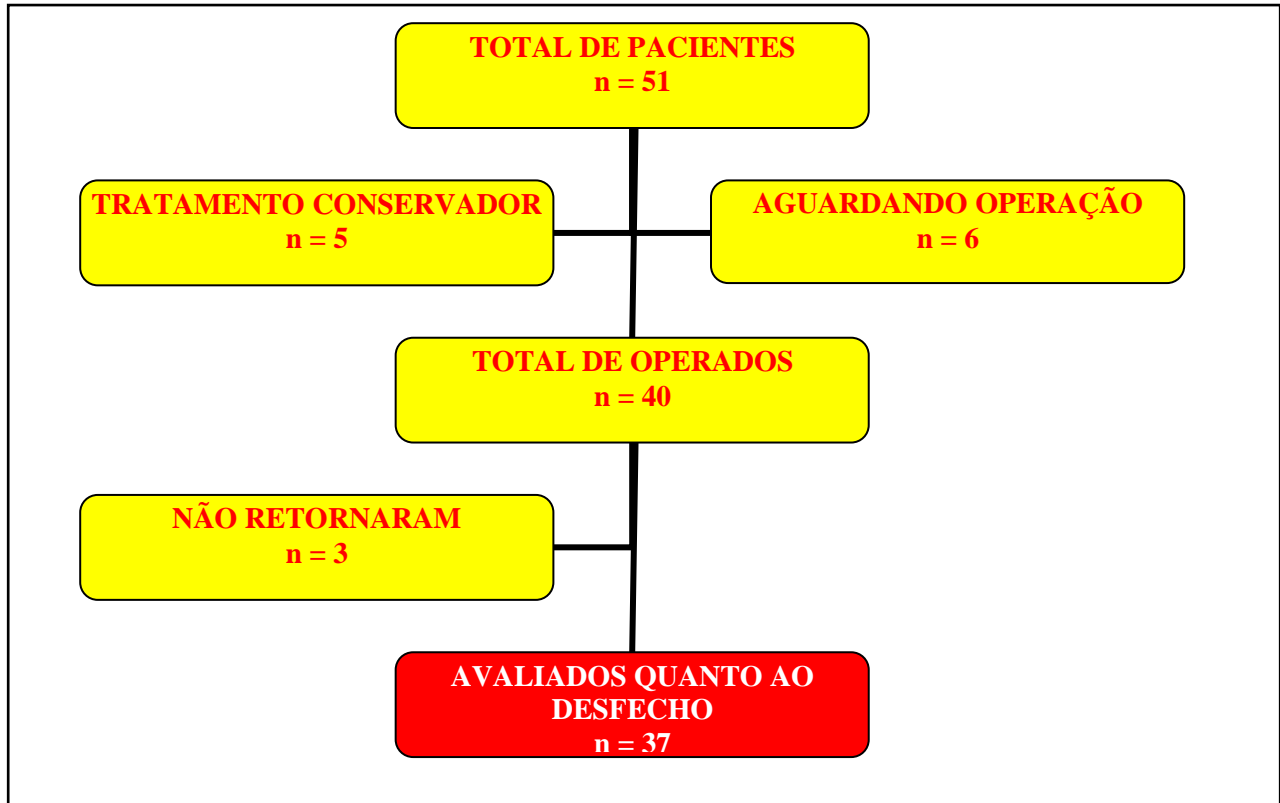 TOTAL DE PACIENTES
n = 51
TRATAMENTO CONSERVADOR
n = 5
AGUARDANDO OPERAÇÃO
n = 6
TOTAL DE OPERADOS
n = 40
NÃO RETORNARAM
n = 3
AVALIADOS QUANTO AO
DESFECHO
n = 37